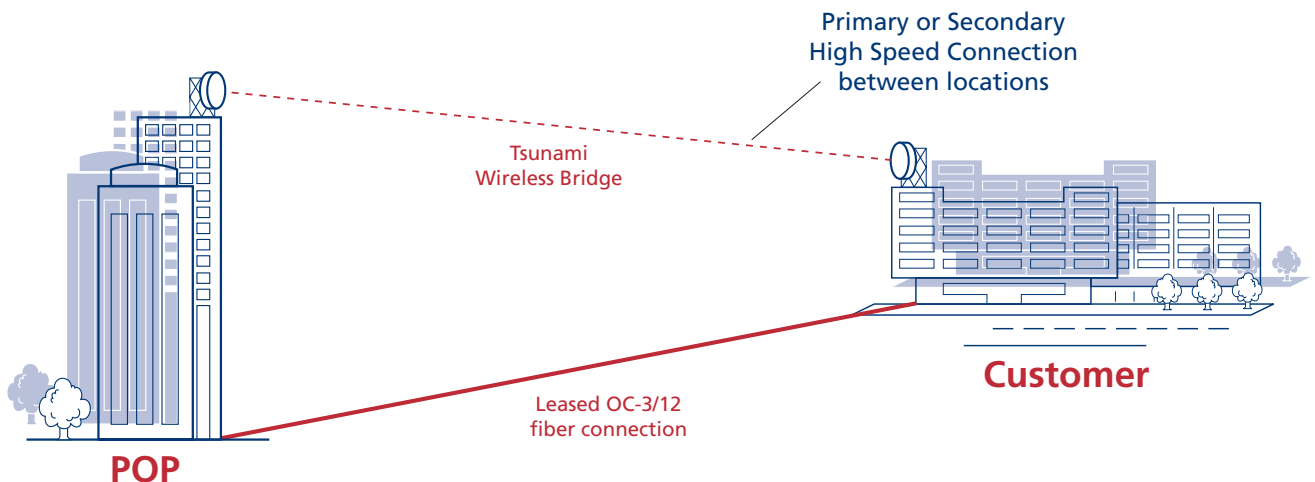 Primary or Secondary
High Speed Connection
between locations
Tsunami
Wireless Bridge
Customer
Leased OC-3/12
fiber connection
POP